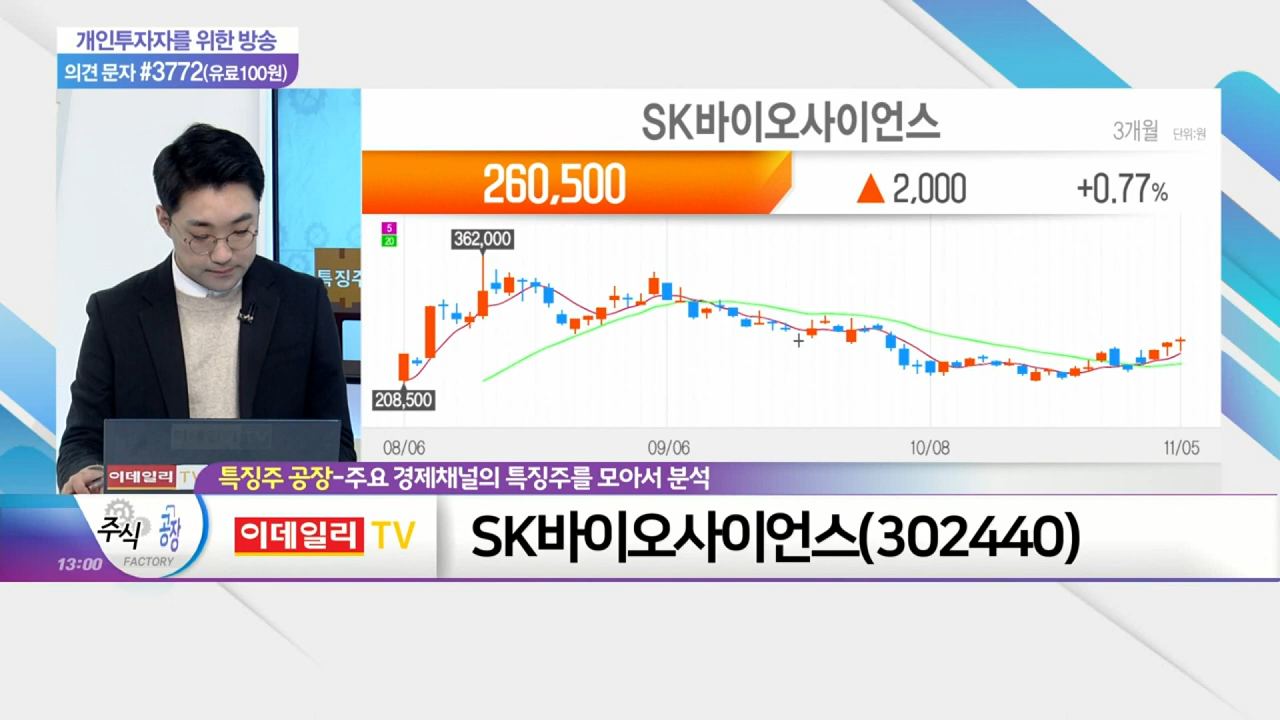 개인투자자를 위한 방송
의견 문자 #3772(유료100원)
SK바이오사이언스
3개월 단위:원
260,500 ▲ 2,000 +0.77%
5
20
362,000
208,500
특징주
08/06 09/06 10/08 11/05
이데일리 TV
특징주 공장-주요 경제채널의 특징주를 모아서 분석
주식 공장
FACTORY
13:00
이데일리 TV
SK바이오사이언스(302440)